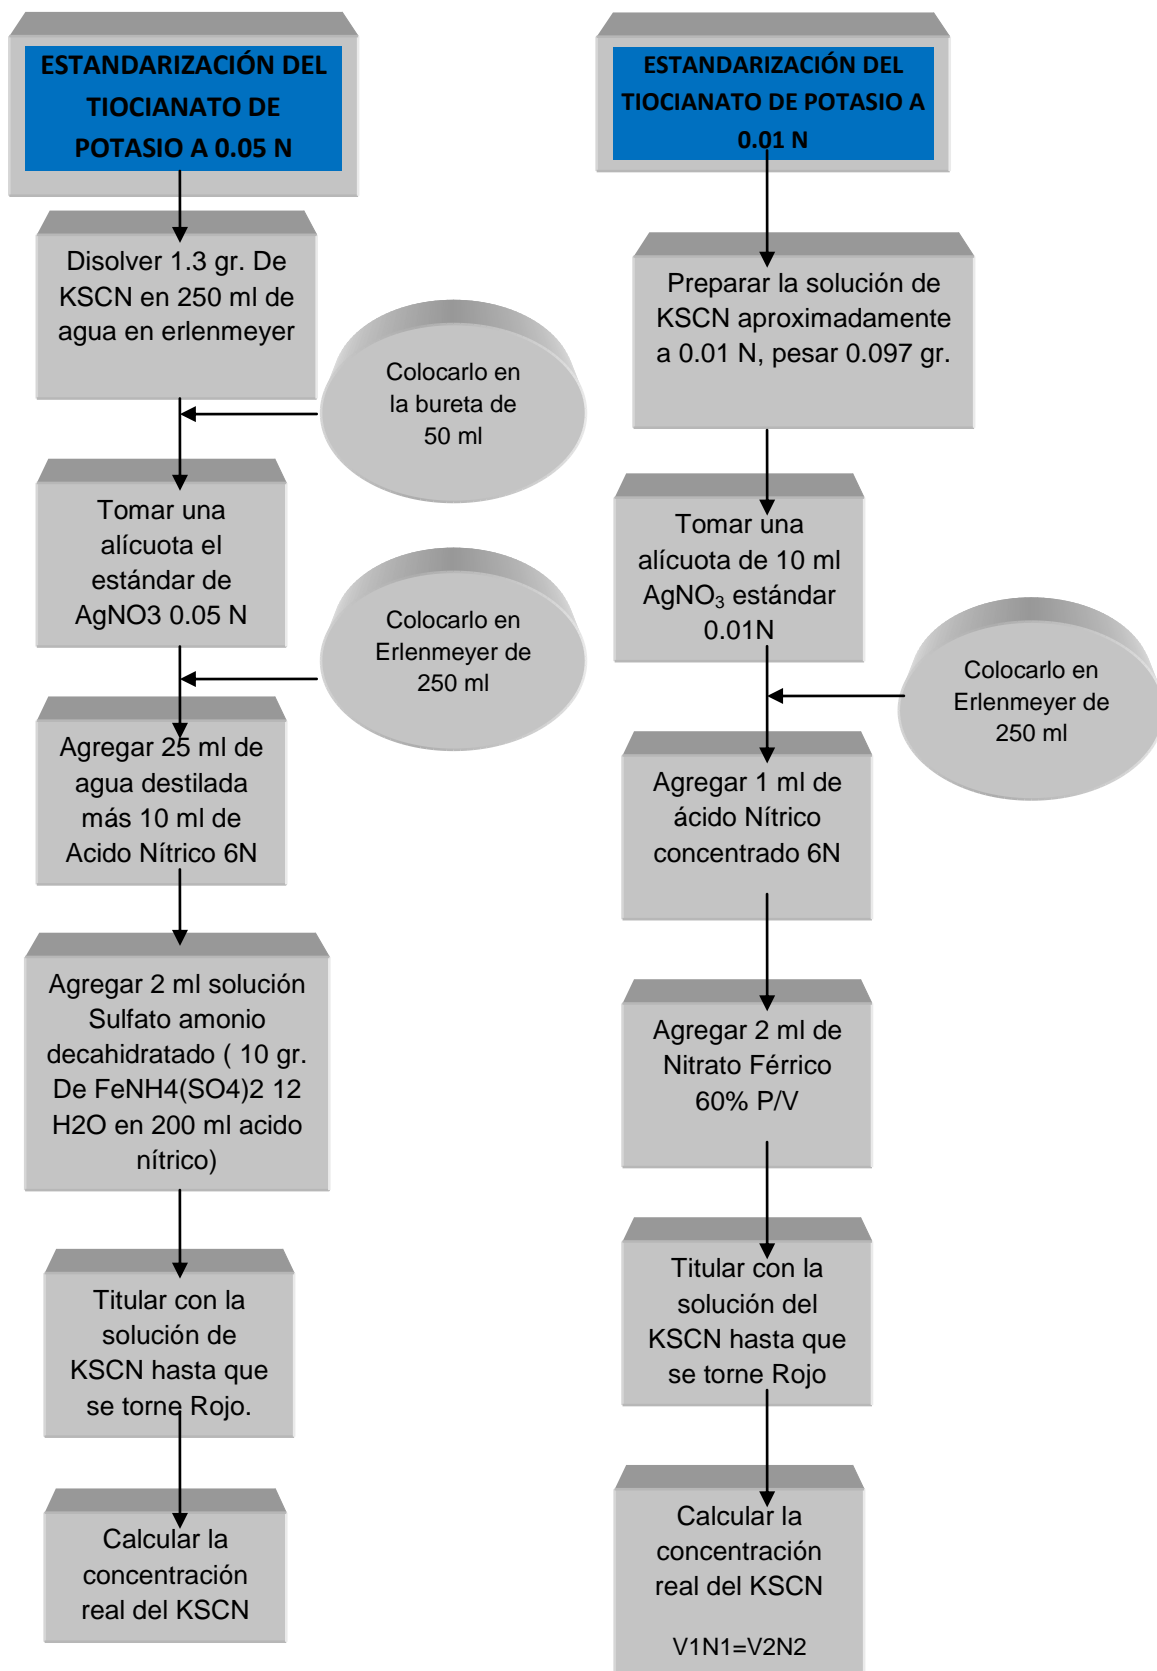 ESTANDARIZACIÓN DEL
TIOCIANATO DE
POTASIO A 0.05 N
Disolver 1.3 gr. De
KSCN en 250 ml de
agua en erlenmeyer
Colocarlo en
la bureta de
50 ml
Tomar una
alícuota el
estándar de
AgNO3 0.05 N
Colocarlo en
Erlenmeyer de
250 ml
Agregar 25 ml de
agua destilada
más 10 ml de
Acido Nítrico 6N
Agregar 2 ml solución
Sulfato amonio
decahidratado ( 10 gr.
De FeNH4(SO4)2 12
H2O en 200 ml acido
nítrico)
Titular con la
solución de
KSCN hasta que
se torne Rojo.
Calcular la
concentración
real del KSCN
ESTANDARIZACIÓN DEL
TIOCIANATO DE POTASIO A
0.01 N
Preparar la solución de
KSCN aproximadamente
a 0.01 N, pesar 0.097 gr.
Tomar una
alícuota de 10 ml
AgNO₃ estándar
0.01N
Colocarlo en
Erlenmeyer de
250 ml
Agregar 1 ml de
ácido Nítrico
concentrado 6N
Agregar 2 ml de
Nitrato Férrico
60% P/V
Titular con la
solución del
KSCN hasta que
se torne Rojo
Calcular la
concentración
real del KSCN
V1N1=V2N2